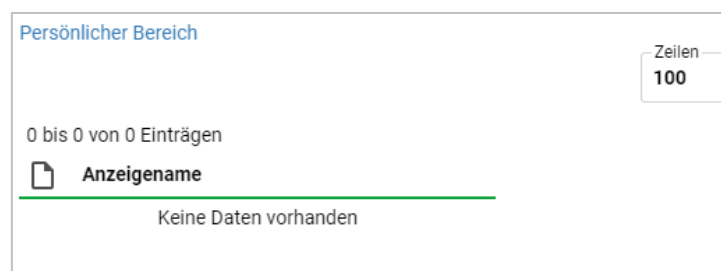 Persönlicher Bereich
Zeilen
100
0 bis 0 von 0 Einträgen
Anzeigename
Keine Daten vorhanden